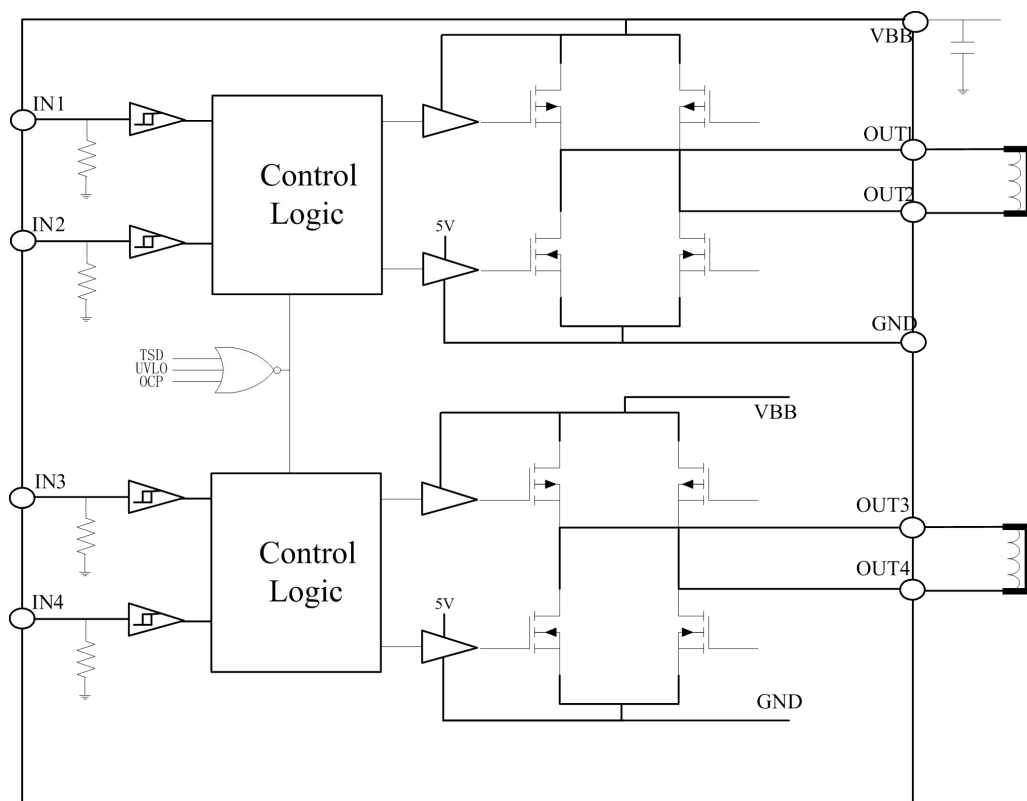 VBB
IN1
OUT1
Control
Logic
OUT2
IN2
5V
GND
TSD
UVLO
OCP
VBB
IN3
OUT3
Control
Logic
OUT4
IN4
5V
GND